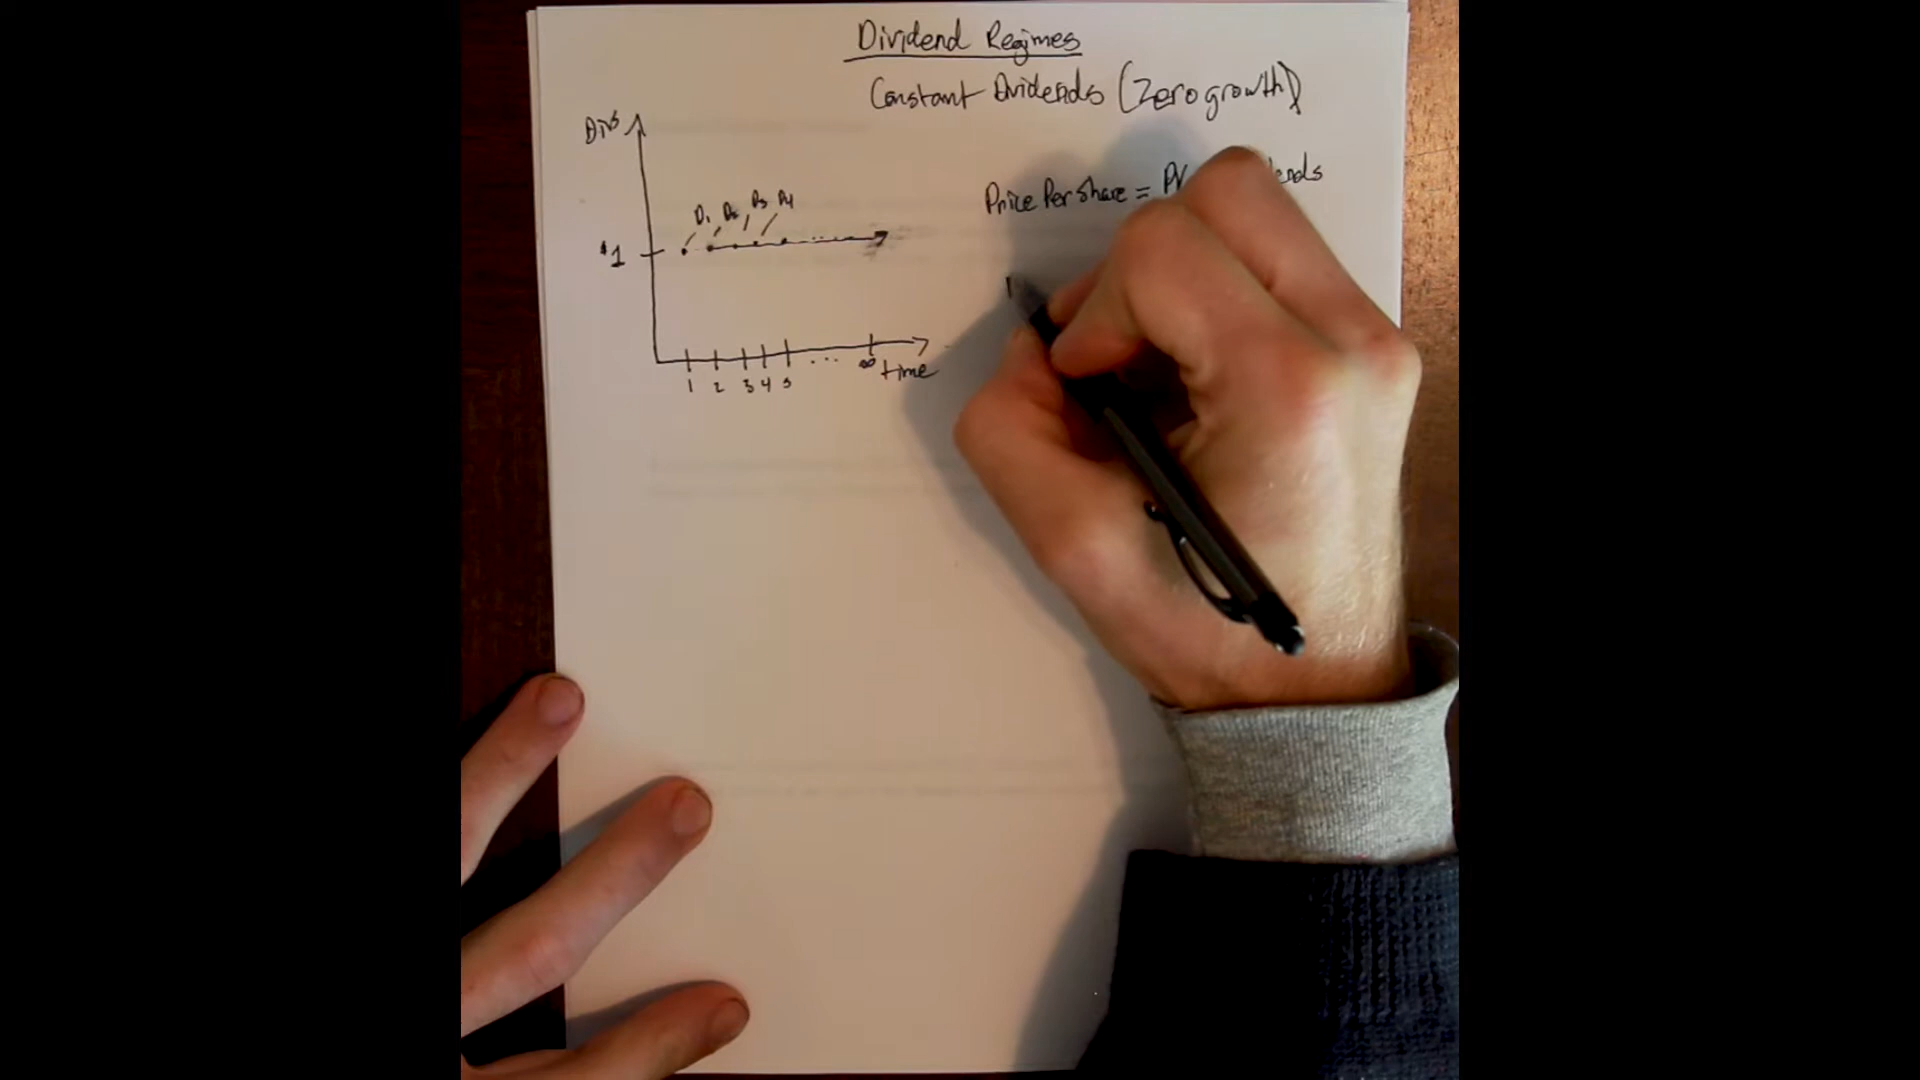 Dividend Regimes
Constant Dividends (Zero growth)
Divs
Price Per Share = PV
D1 D2 D3 D4
$1
1 2 3 4 5 ... ∞ time